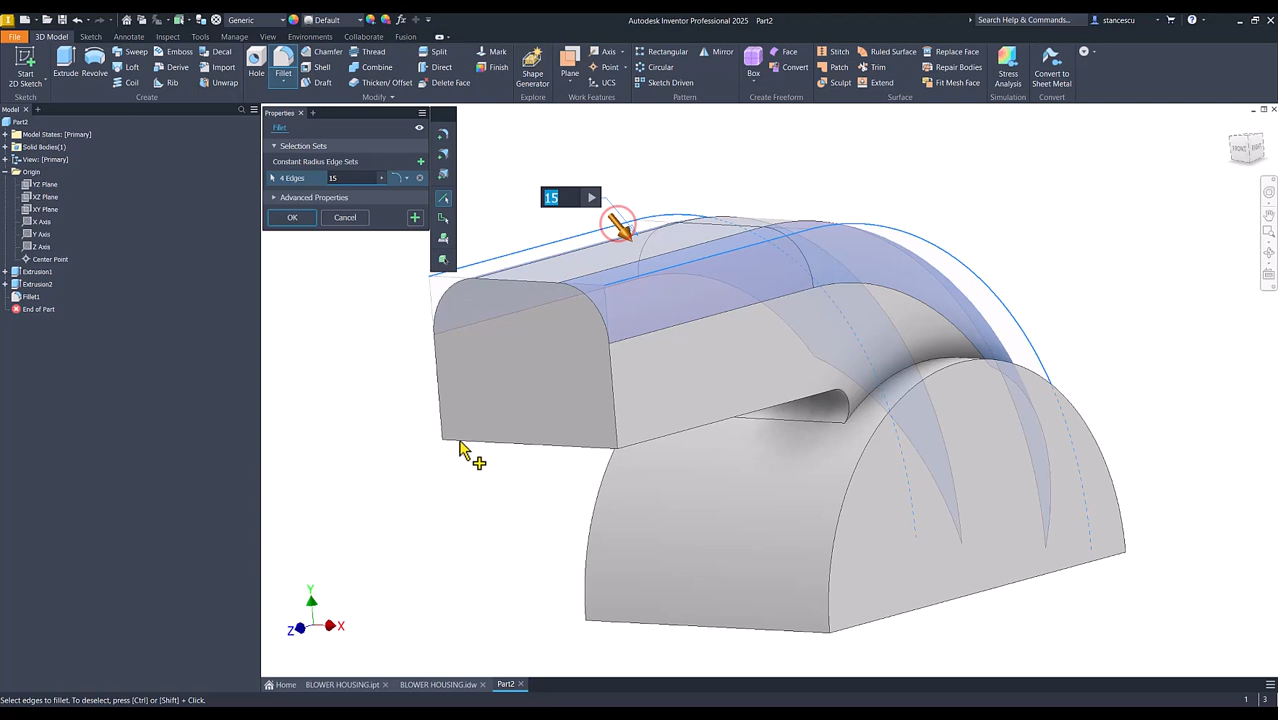 Generic
Default
Autodesk Inventor Professional 2025 Part2
Search Help & Commands...
stancescu
File 3D Model Sketch Annotate Inspect Tools Manage View Environments Collaborate Fusion
Start
2D Sketch
Sketch
Extrude
Revolve
Sweep
Loft
Coil
Emboss
Derive
Rib
Decal
Import
Unwrap
Create
Hole
Fillet
Chamfer
Shell
Draft
Thread
Combine
Thicken/ Offset
Split
Direct
Delete Face
Modify
Mark
Finish
Shape
Generator
Explore
Plane
Axis
Point
UCS
Work Features
Rectangular
Circular
Sketch Driven
Mirror
Pattern
Box
Face
Convert
Create Freeform
Stitch
Patch
Sculpt
Ruled Surface
Trim
Extend
Replace Face
Repair Bodies
Fit Mesh Face
Surface
Stress
Analysis
Simulation
Convert to
Sheet Metal
Convert
Model
Part2
Model States: [Primary]
Solid Bodies(1)
View: [Primary]
Origin
YZ Plane
XZ Plane
XY Plane
X Axis
Y Axis
Z Axis
Center Point
Extrusion1
Extrusion2
Fillet1
End of Part
Properties
Fillet
Selection Sets
Constant Radius Edge Sets
4 Edges 15
Advanced Properties
OK Cancel
15
FRONT RIGHT
Y
Z X
Home BLOWER HOUSING.ipt BLOWER HOUSING.idw Part2
Select edges to fillet. To deselect, press [Ctrl] or [Shift] + Click.
1 3